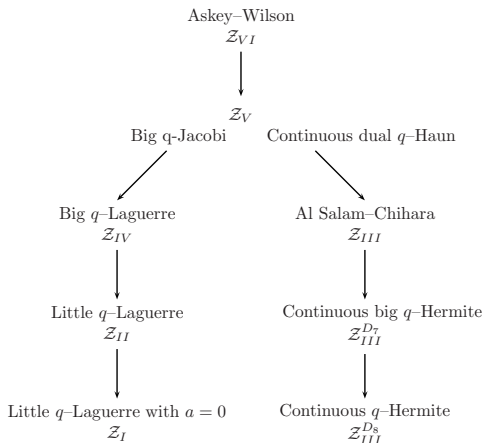 Askey–Wilson
𝒵_{VI}
𝒵_V
Big q-Jacobi Continuous dual q–Haun
Big q–Laguerre Al Salam–Chihara
𝒵_{IV} 𝒵_{III}
Little q–Laguerre Continuous big q–Hermite
𝒵_{II} 𝒵_{III}^{D_7}
Little q–Laguerre with a = 0 Continuous q–Hermite
𝒵_I 𝒵_{III}^{D_8}